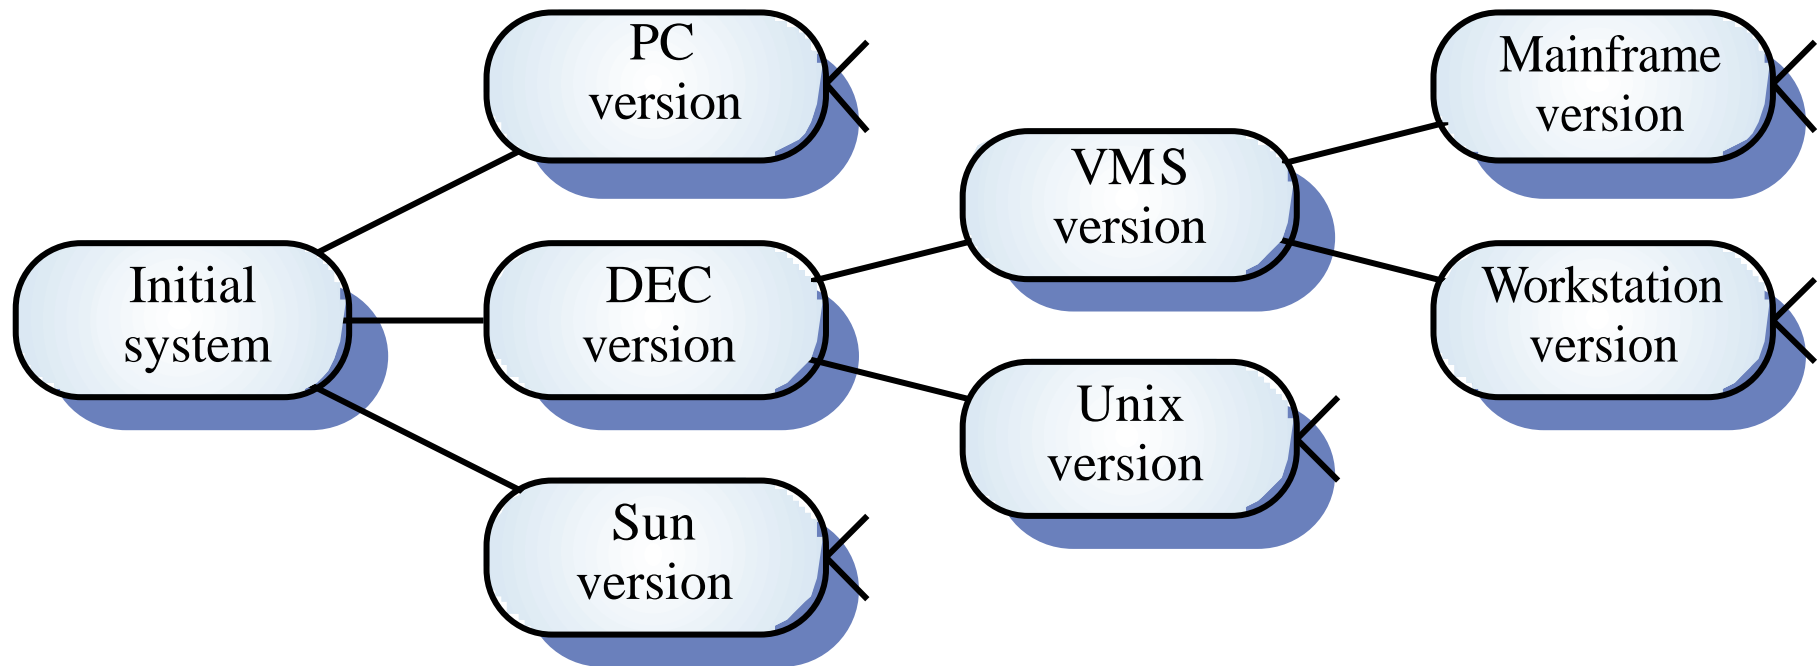 PC
version
Mainframe
version
VMS
version
Initial
system
DEC
version
Workstation
version
Unix
version
Sun
version